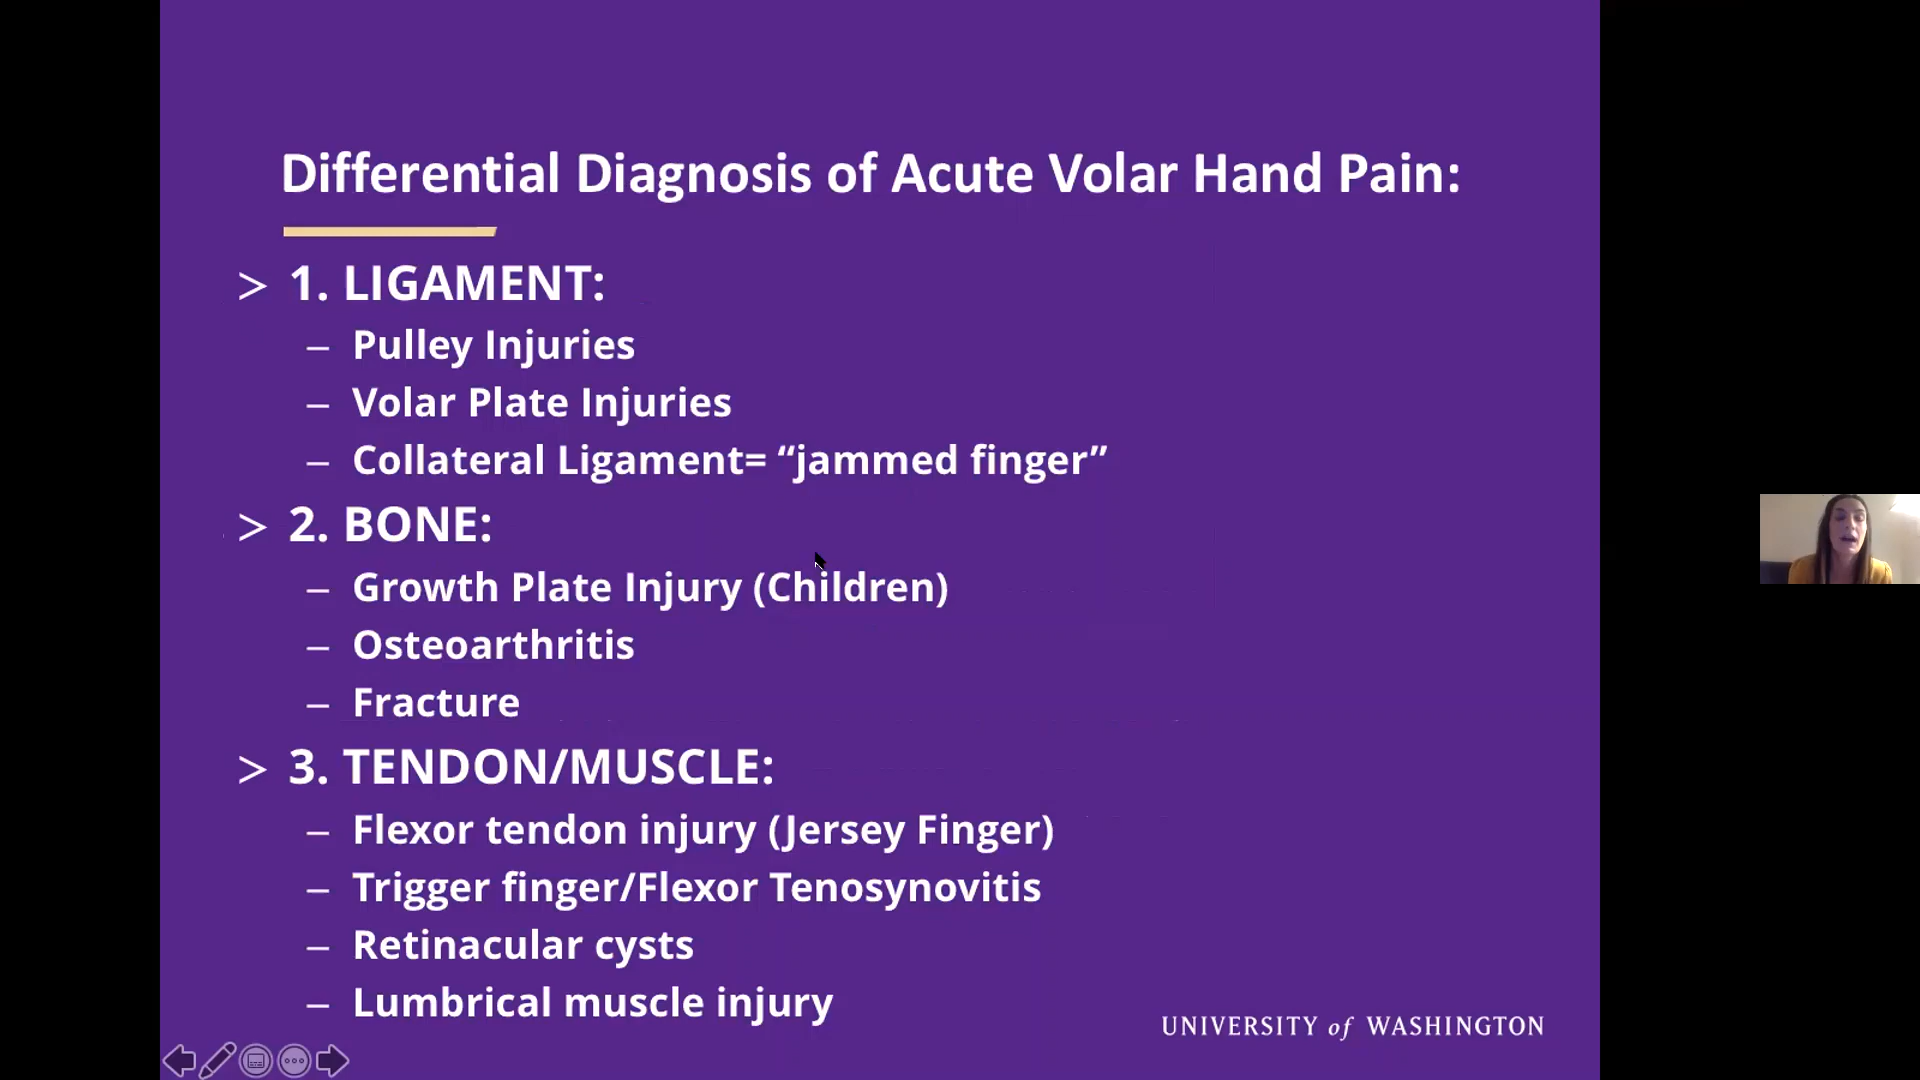 Differential Diagnosis of Acute Volar Hand Pain:
> 1. LIGAMENT:
– Pulley Injuries
– Volar Plate Injuries
– Collateral Ligament= “jammed finger”
> 2. BONE:
– Growth Plate Injury (Children)
– Osteoarthritis
– Fracture
> 3. TENDON/MUSCLE:
– Flexor tendon injury (Jersey Finger)
– Trigger finger/Flexor Tenosynovitis
– Retinacular cysts
– Lumbrical muscle injury
UNIVERSITY of WASHINGTON